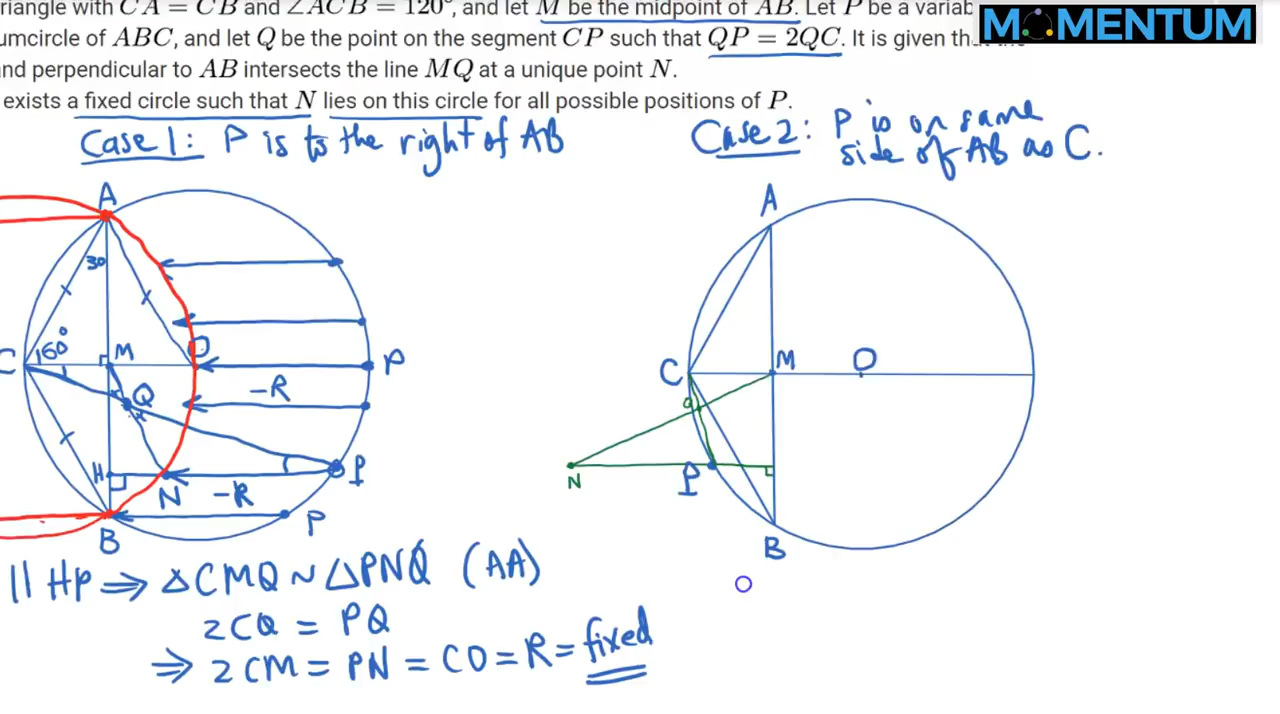 triangle with CA = CB and ∠ACB = 120°, and let M be the midpoint of AB. Let P be a variab
MOMENTUM
umcircle of ABC, and let Q be the point on the segment CP such that QP = 2QC. It is given th
and perpendicular to AB intersects the line MQ at a unique point N.
exists a fixed circle such that N lies on this circle for all possible positions of P.
Case 1: P is to the right of AB
Case 2: P is on same
side of AB as C.
A
A
30
C 160° M O P
C M O
Q -R
Q
H N -R P
N P
B P
B
|| HP ⇒ △CMQ ~ △PNQ (AA)
2CQ = PQ
⇒ 2CM = PN = CO = R = fixed